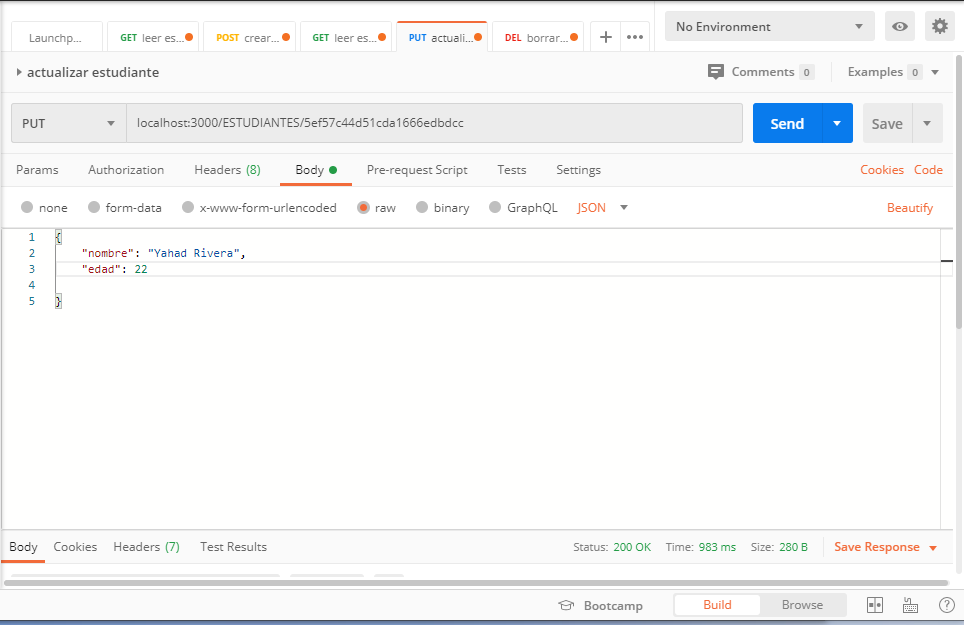 Launchp... GET leer es... POST crear... GET leer es... PUT actuali... DEL borrar... No Environment
actualizar estudiante Comments 0 Examples 0
PUT localhost:3000/ESTUDIANTES/5ef57c44d51cda1666edbdcc Send Save
Params Authorization Headers (8) Body Pre-request Script Tests Settings Cookies Code
none form-data x-www-form-urlencoded raw binary GraphQL JSON Beautify
1 {
2 "nombre": "Yahad Rivera",
3 "edad": 22
4
5 }
Body Cookies Headers (7) Test Results Status: 200 OK Time: 983 ms Size: 280 B Save Response
Bootcamp Build Browse ?